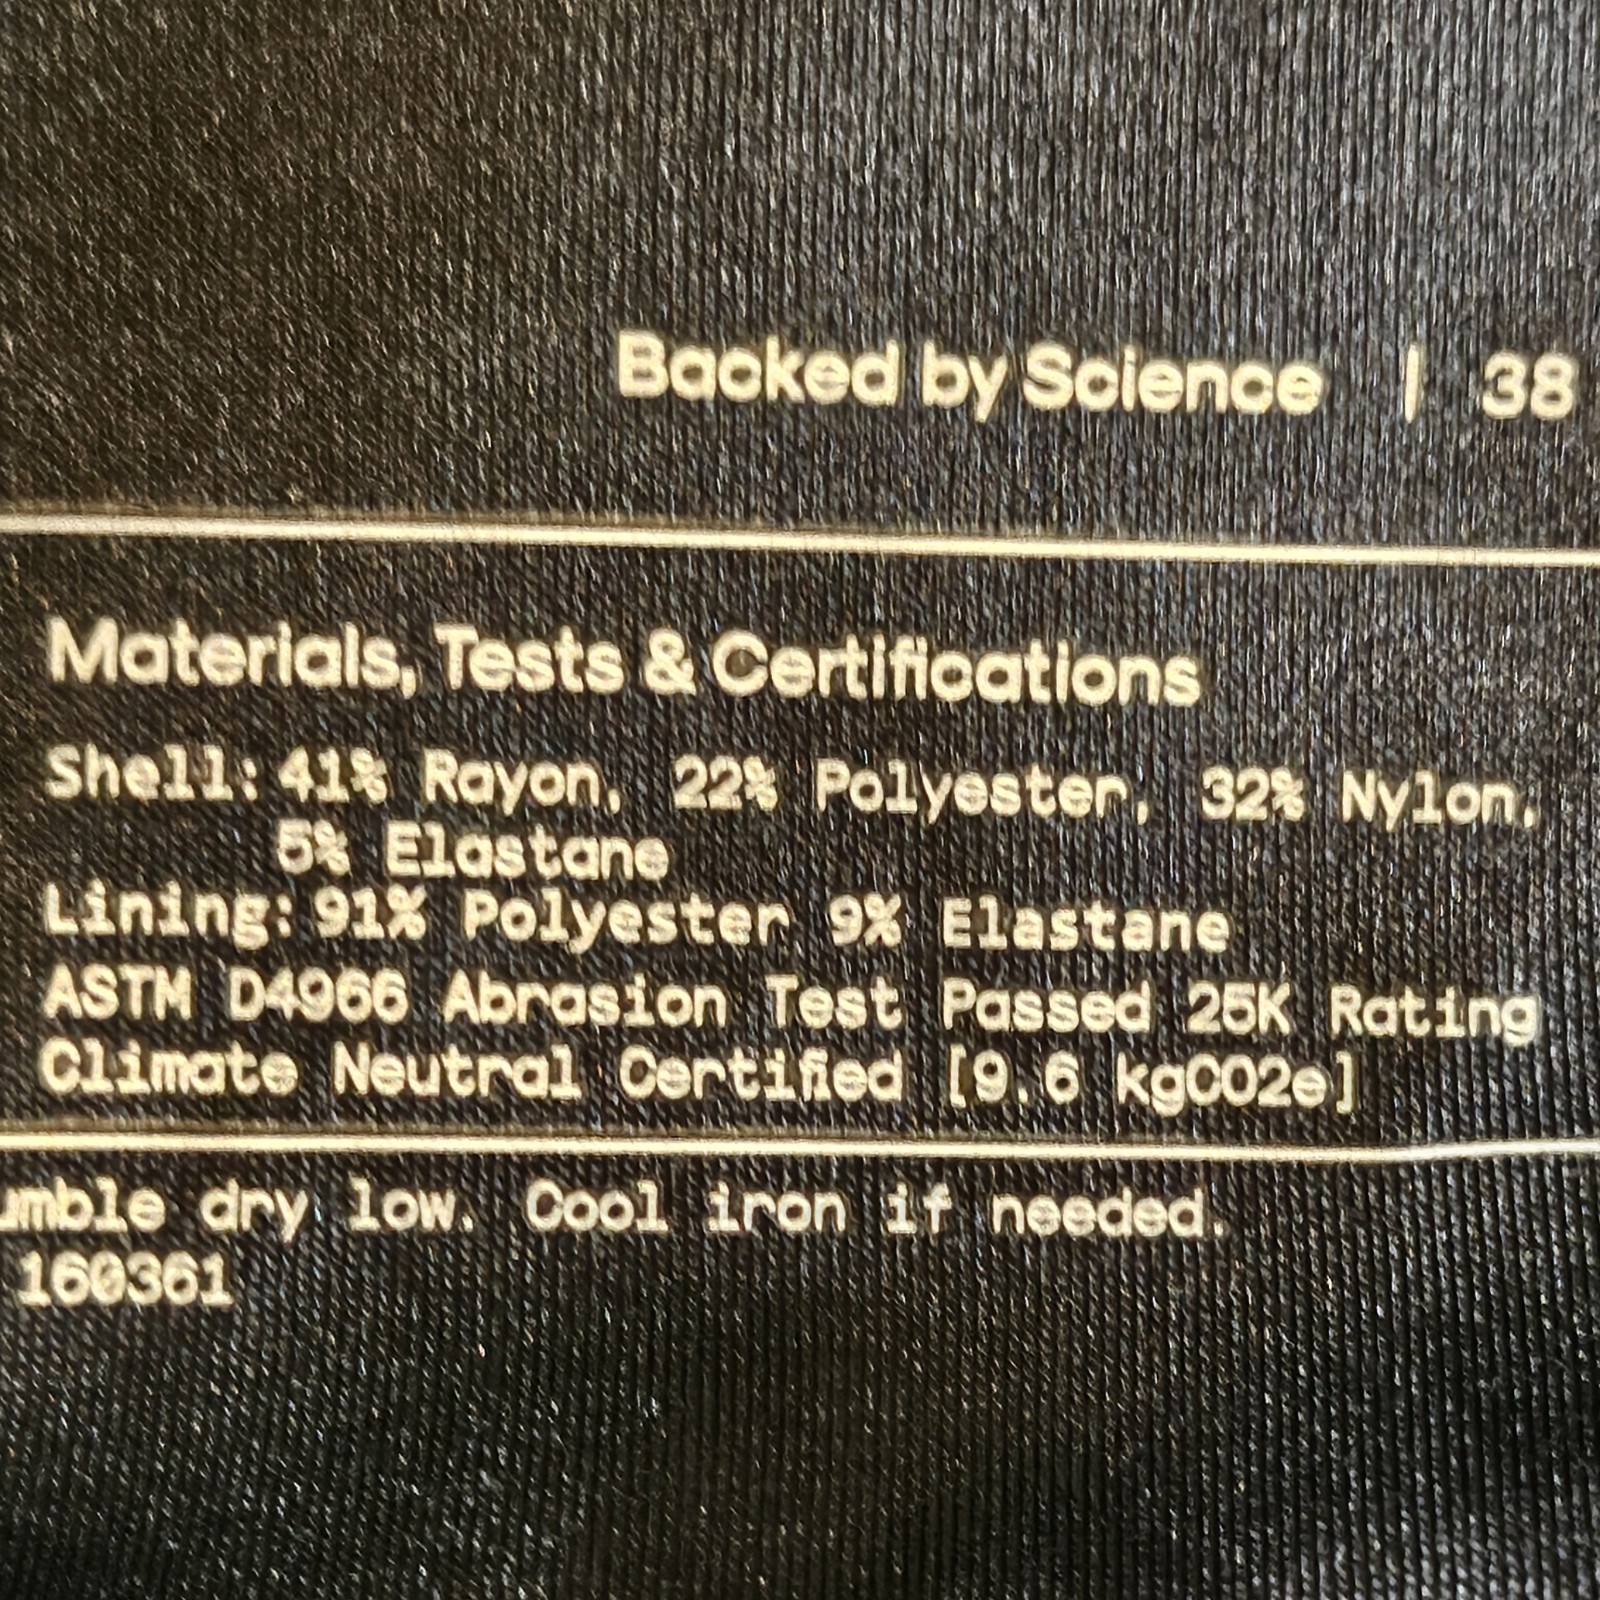 Backed by Science | 38
Materials, Tests & Certifications
Shell: 41% Rayon, 22% Polyester, 32% Nylon,
5% Elastane
Lining: 91% Polyester 9% Elastane
ASTM D4966 Abrasion Test Passed 25K Rating
Climate Neutral Certified [9.6 kgCO2e]
umble dry low. Cool iron if needed.
160361